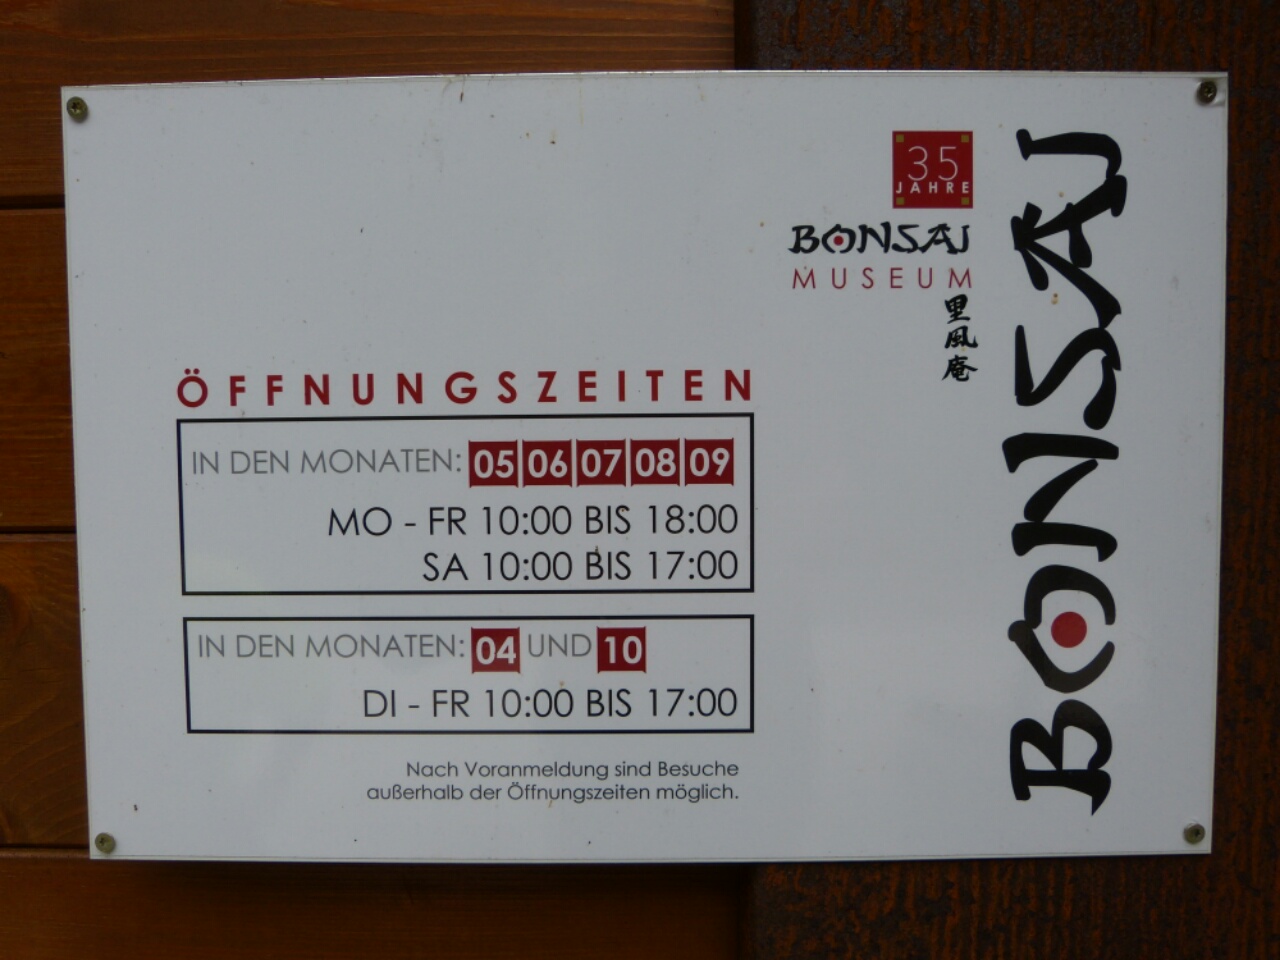 35
JAHRE
BONSAI
MUSEUM
里風庵
BONSAI
ÖFFNUNGSZEITEN
IN DEN MONATEN: 05 06 07 08 09
MO - FR 10:00 BIS 18:00
SA 10:00 BIS 17:00
IN DEN MONATEN: 04 UND 10
DI - FR 10:00 BIS 17:00
Nach Voranmeldung sind Besuche
außerhalb der Öffnungszeiten möglich.